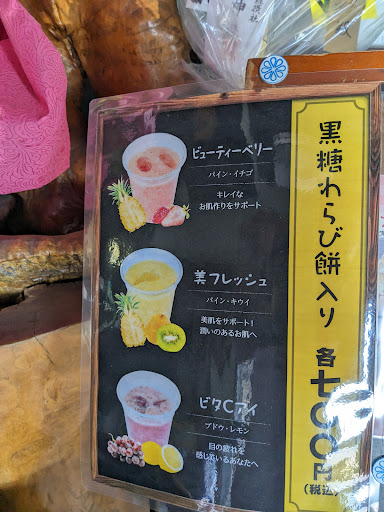 黒糖わらび餅入り 各七〇〇円
(税込)
ビューティーベリー
パイン・イチゴ
キレイな
お肌作りをサポート
美フレッシュ
パイン・キウイ
美肌をサポート!
潤いのあるお肌へ
ビタCアイ
ブドウ・レモン
目の疲れを
感じているあなたへ